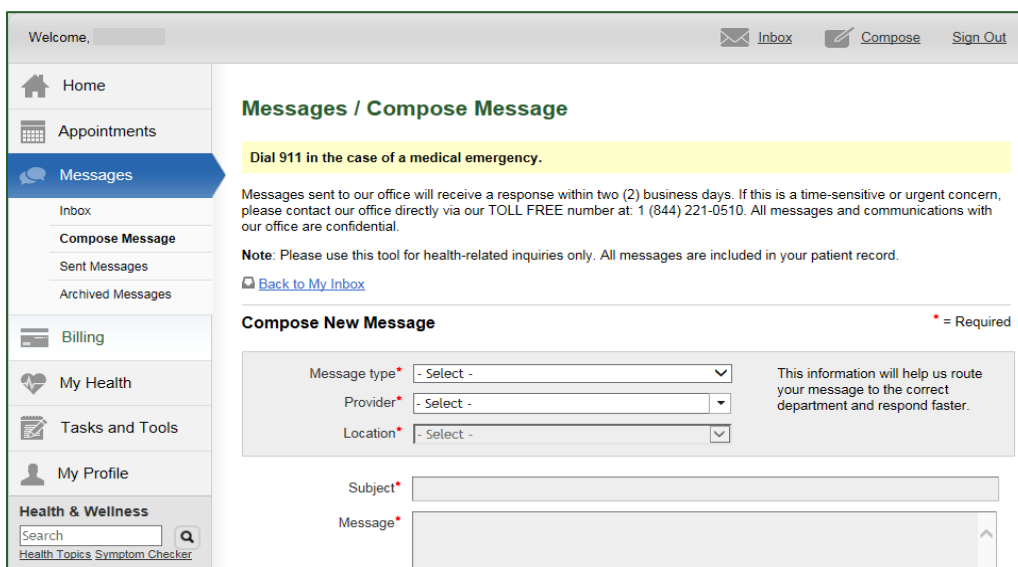 Welcome,
Inbox
Compose
Sign Out
Home
Appointments
Messages
Inbox
Compose Message
Sent Messages
Archived Messages
Billing
My Health
Tasks and Tools
My Profile
Health & Wellness
Search
Health Topics Symptom Checker
Messages / Compose Message
Dial 911 in the case of a medical emergency.
Messages sent to our office will receive a response within two (2) business days. If this is a time-sensitive or urgent concern,
please contact our office directly via our TOLL FREE number at: 1 (844) 221-0510. All messages and communications with
our office are confidential.
Note: Please use this tool for health-related inquiries only. All messages are included in your patient record.
Back to My Inbox
Compose New Message
* = Required
Message type* - Select -
Provider* - Select -
Location* - Select -
This information will help us route
your message to the correct
department and respond faster.
Subject*
Message*